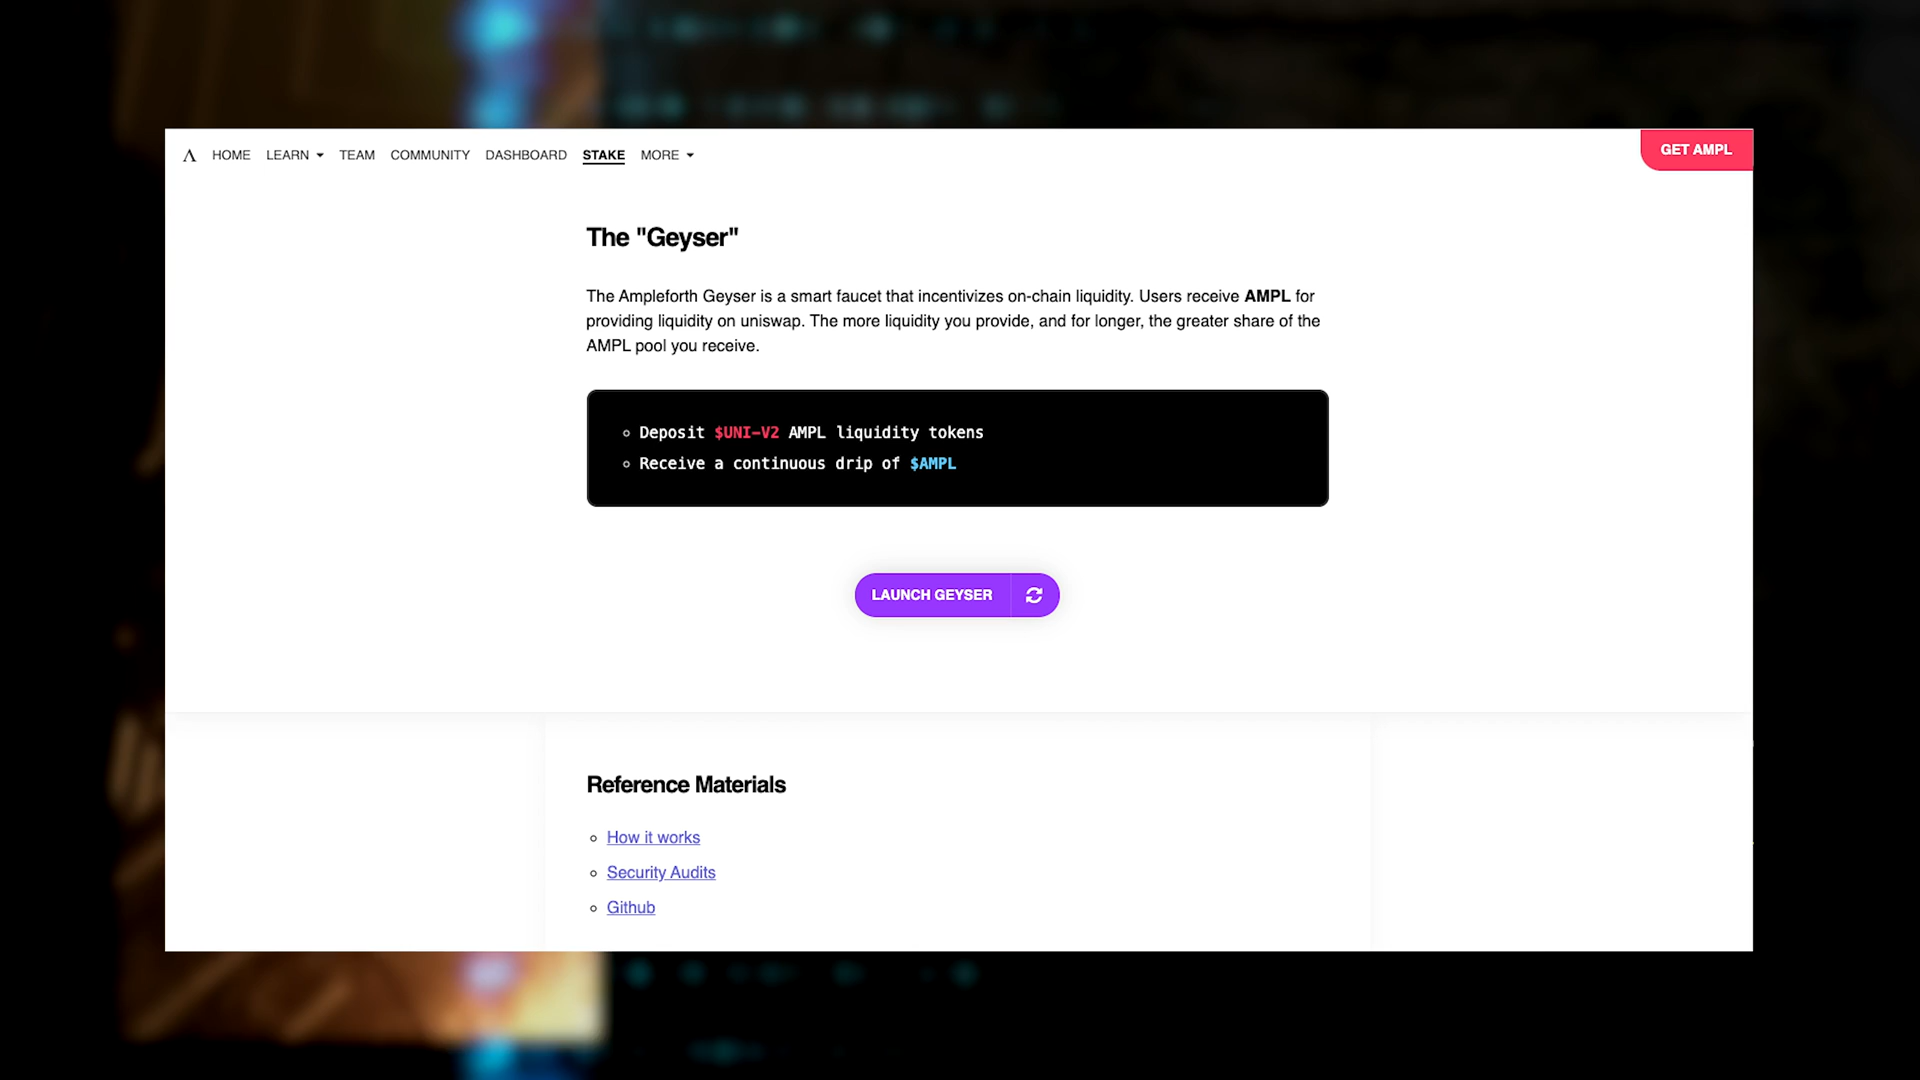 HOME LEARN TEAM COMMUNITY DASHBOARD STAKE MORE GET AMPL
The "Geyser"
The Ampleforth Geyser is a smart faucet that incentivizes on-chain liquidity. Users receive AMPL for
providing liquidity on uniswap. The more liquidity you provide, and for longer, the greater share of the
AMPL pool you receive.
Deposit $UNI-V2 AMPL liquidity tokens
Receive a continuous drip of $AMPL
LAUNCH GEYSER
Reference Materials
How it works
Security Audits
Github